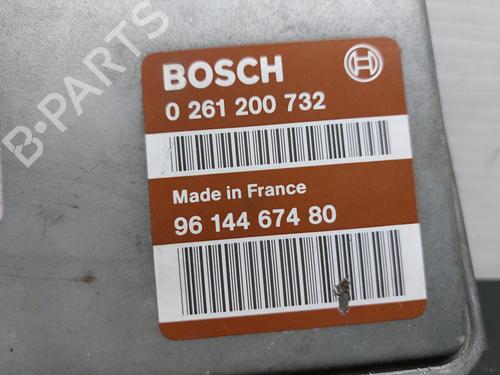 B-PARTS
BOSCH
0 261 200 732
Made in France
96 144 674 80